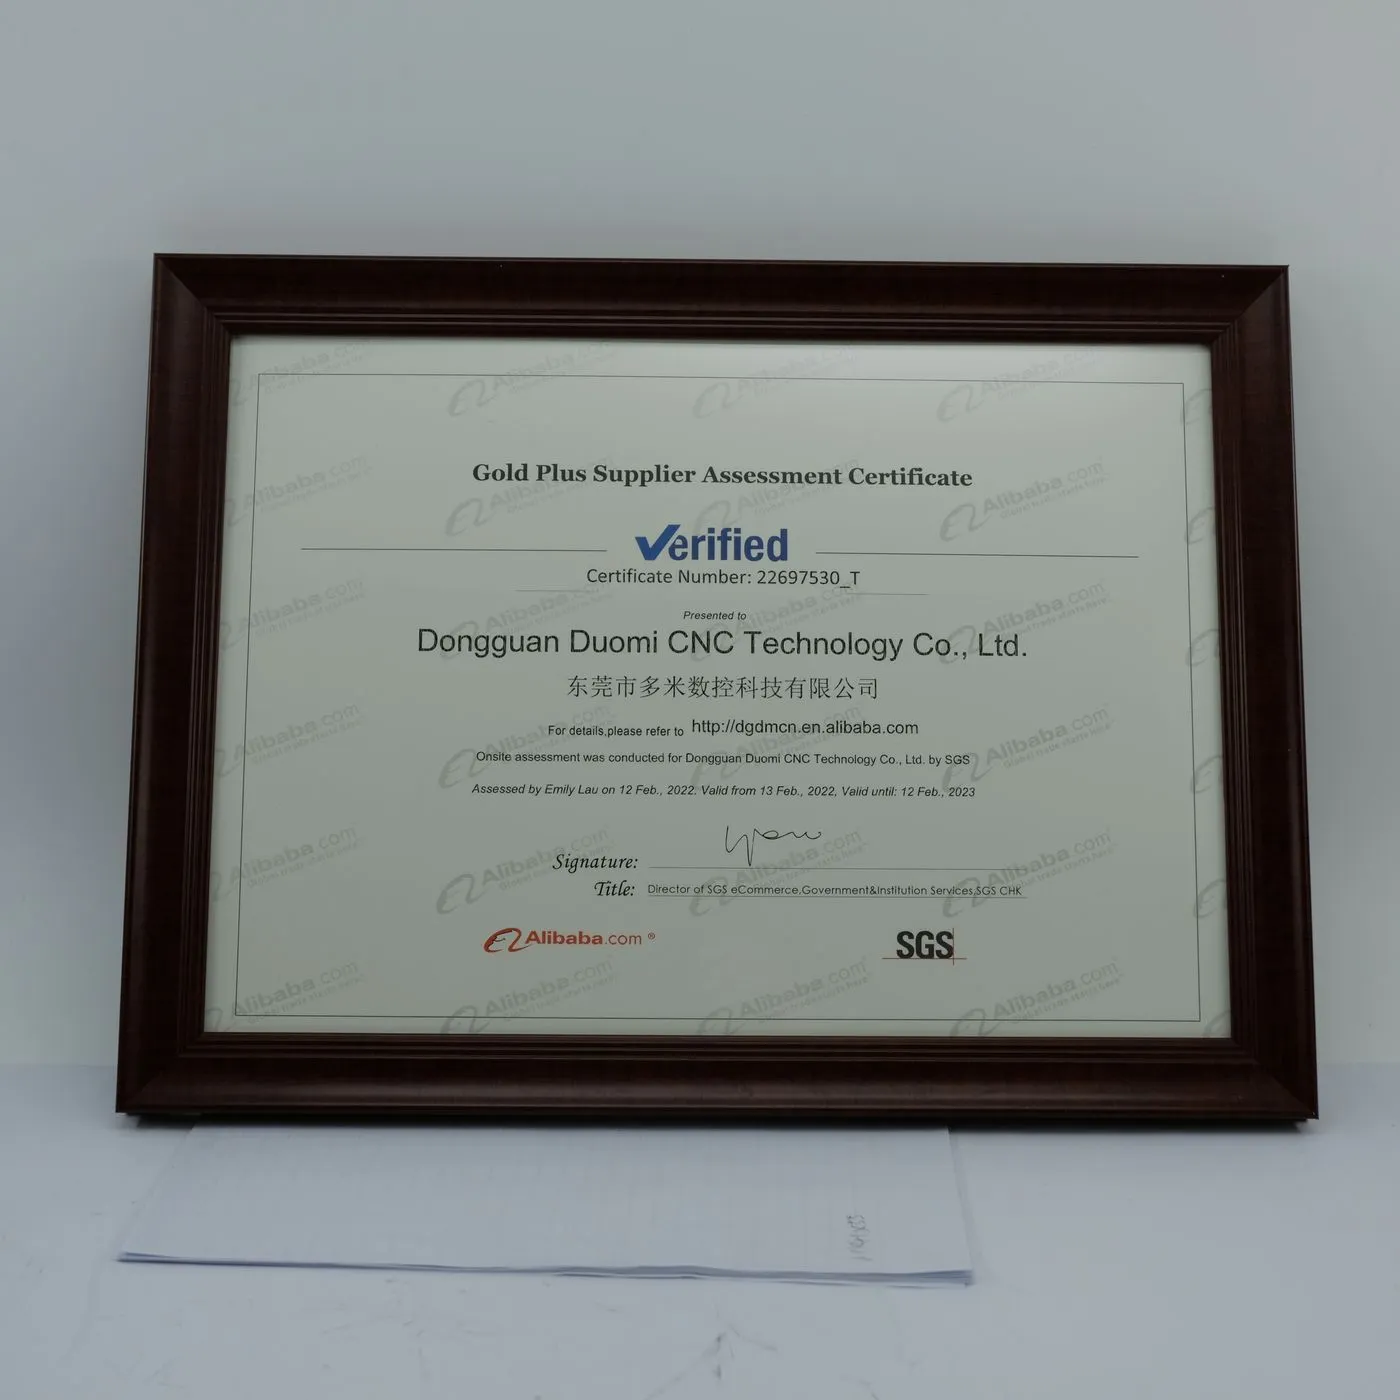 Gold Plus Supplier Assessment Certificate
Verified
Certificate Number: 22697530_T
Presented to
Dongguan Duomi CNC Technology Co., Ltd.
东莞市多米数控科技有限公司
For details,please refer to http://dgdmcn.en.alibaba.com
Onsite assessment was conducted for Dongguan Duomi CNC Technology Co., Ltd. by SGS
Assessed by Emily Lau on 12 Feb., 2022. Valid from 13 Feb., 2022, Valid until: 12 Feb., 2023
Signature:
Title: Director of SGS eCommerce,Government&Institution Services,SGS CHK
Alibaba.com ®
SGS